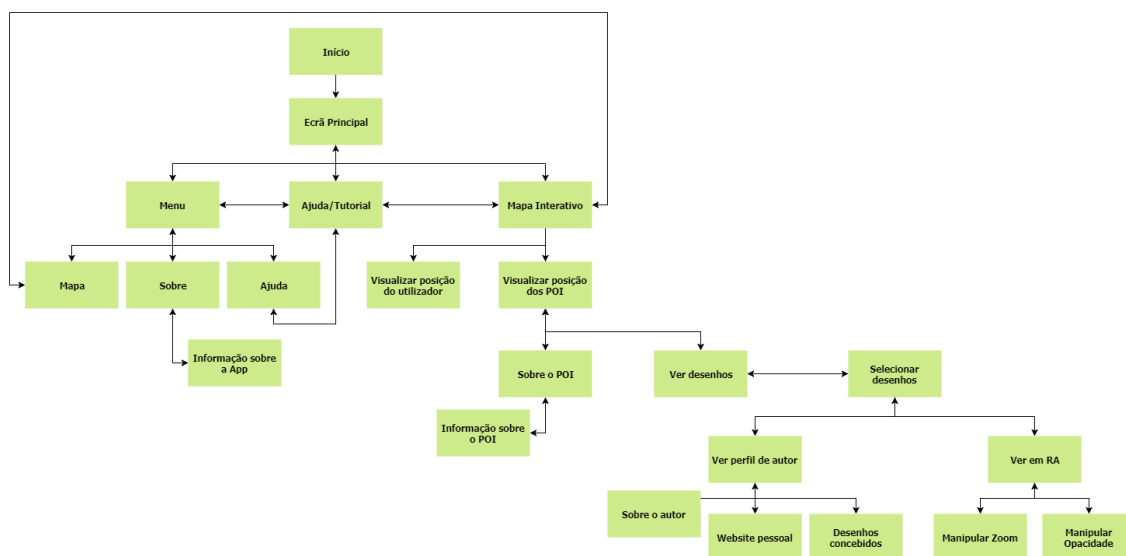 Início
Ecrã Principal
Menu
Ajuda/Tutorial
Mapa Interativo
Mapa
Sobre
Ajuda
Visualizar posição
do utilizador
Visualizar posição
dos POI
Informação sobre
a App
Sobre o POI
Ver desenhos
Selecionar
desenhos
Informação sobre
o POI
Ver perfil de autor
Ver em RA
Sobre o autor
Website pessoal
Desenhos
concebidos
Manipular Zoom
Manipular
Opacidade